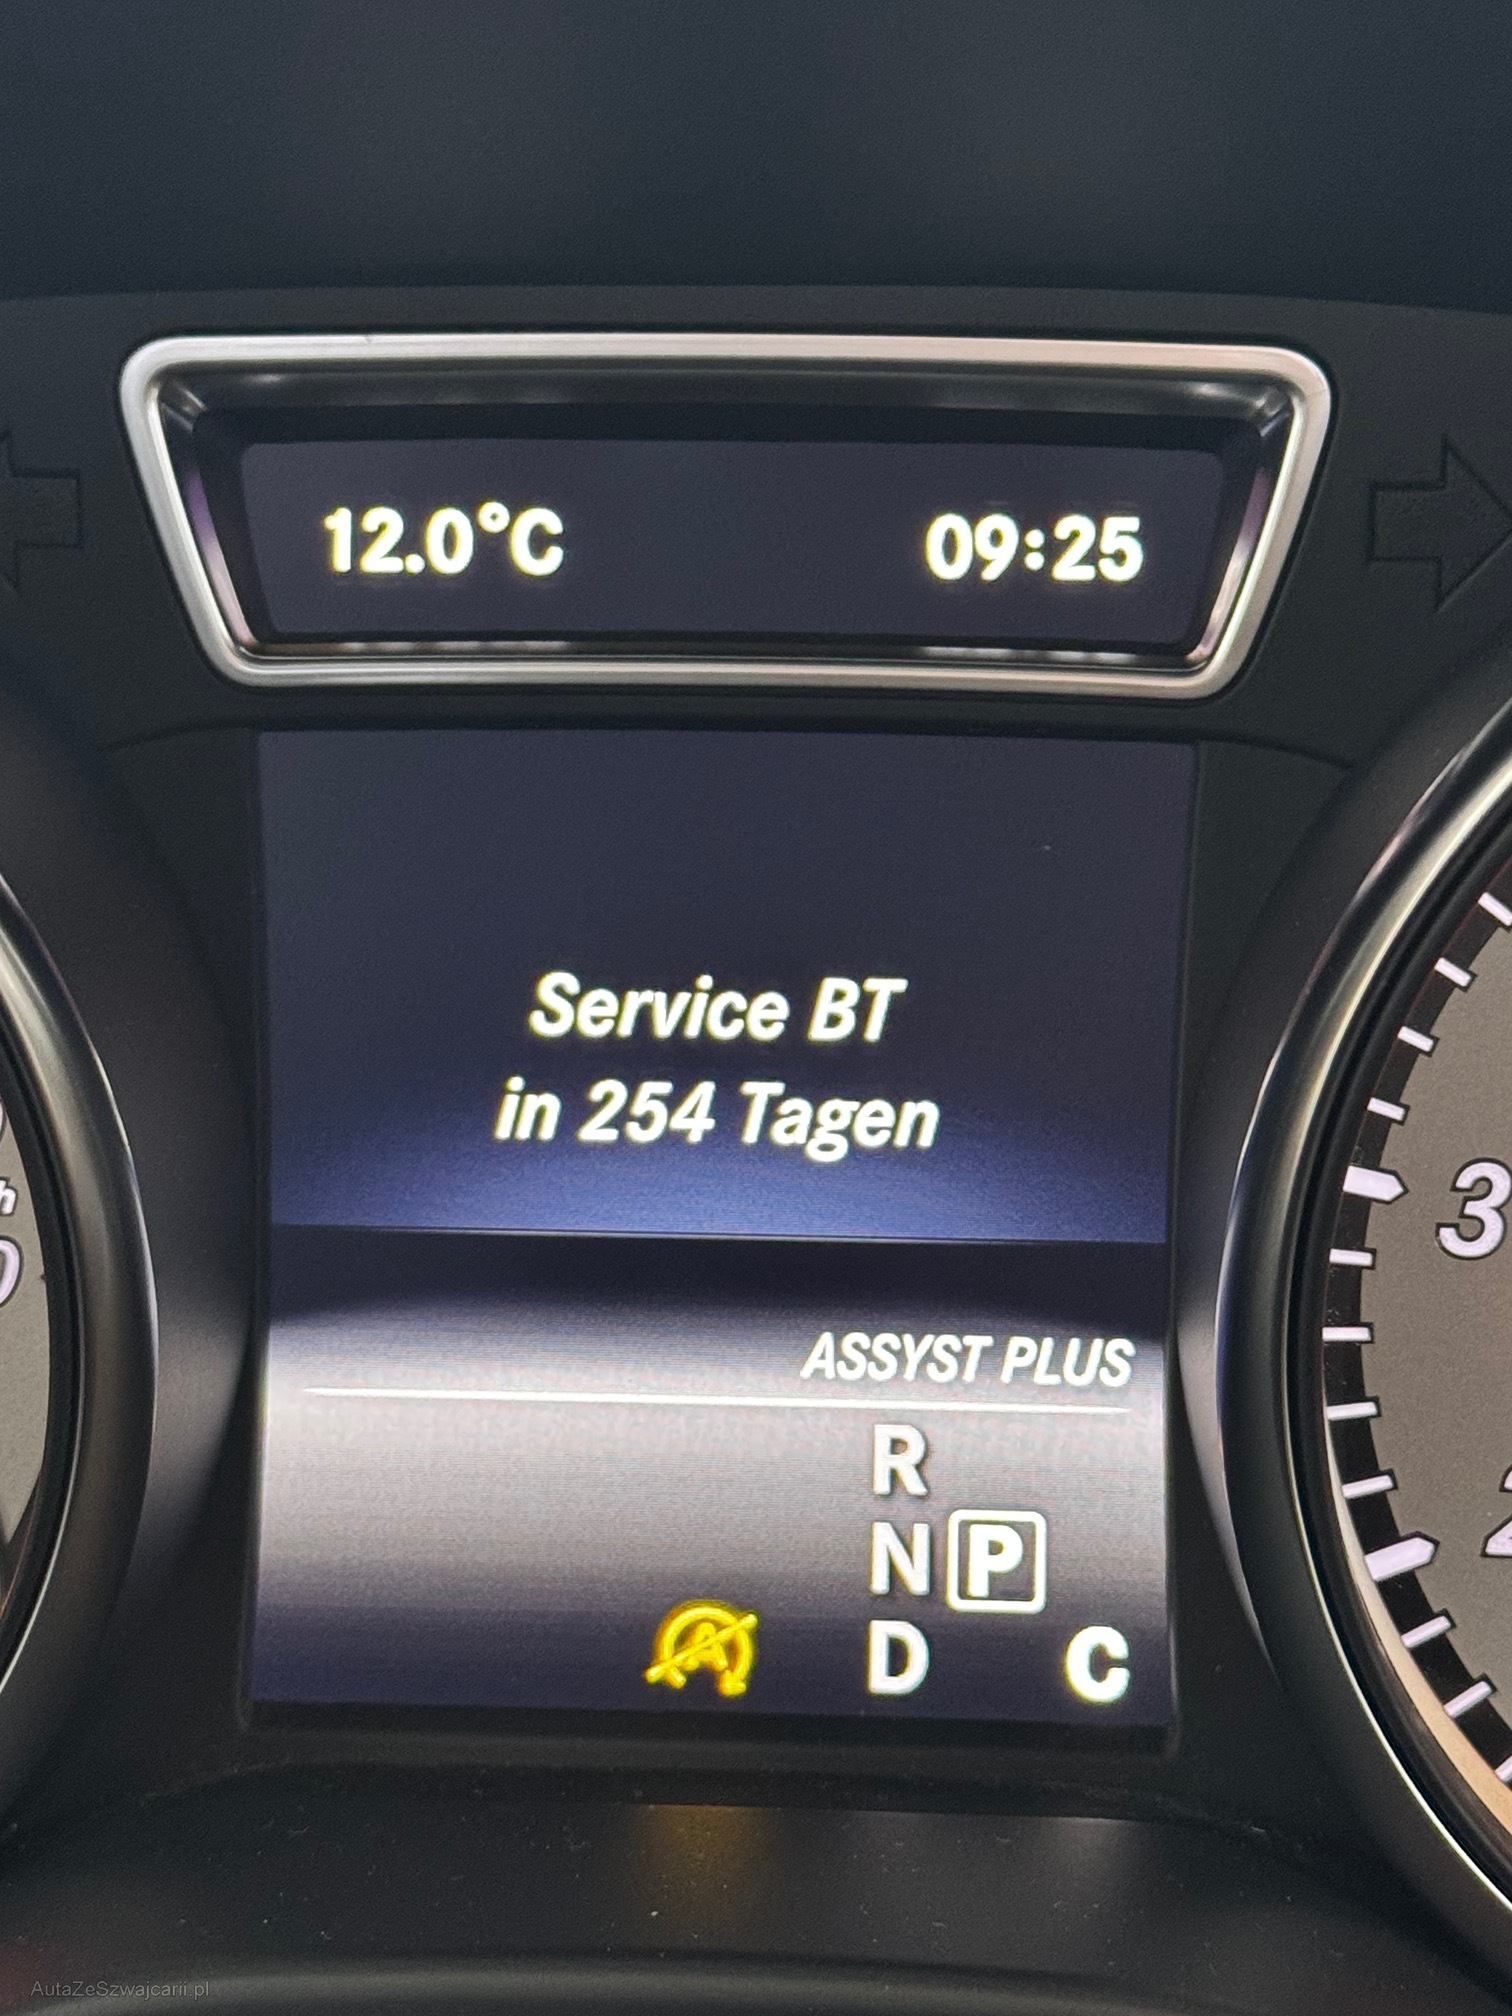 12.0°C 09:25
Service BT
in 254 Tagen
ASSYST PLUS
R
N P
A D C
3
AutaZeSzwajcarii.pl